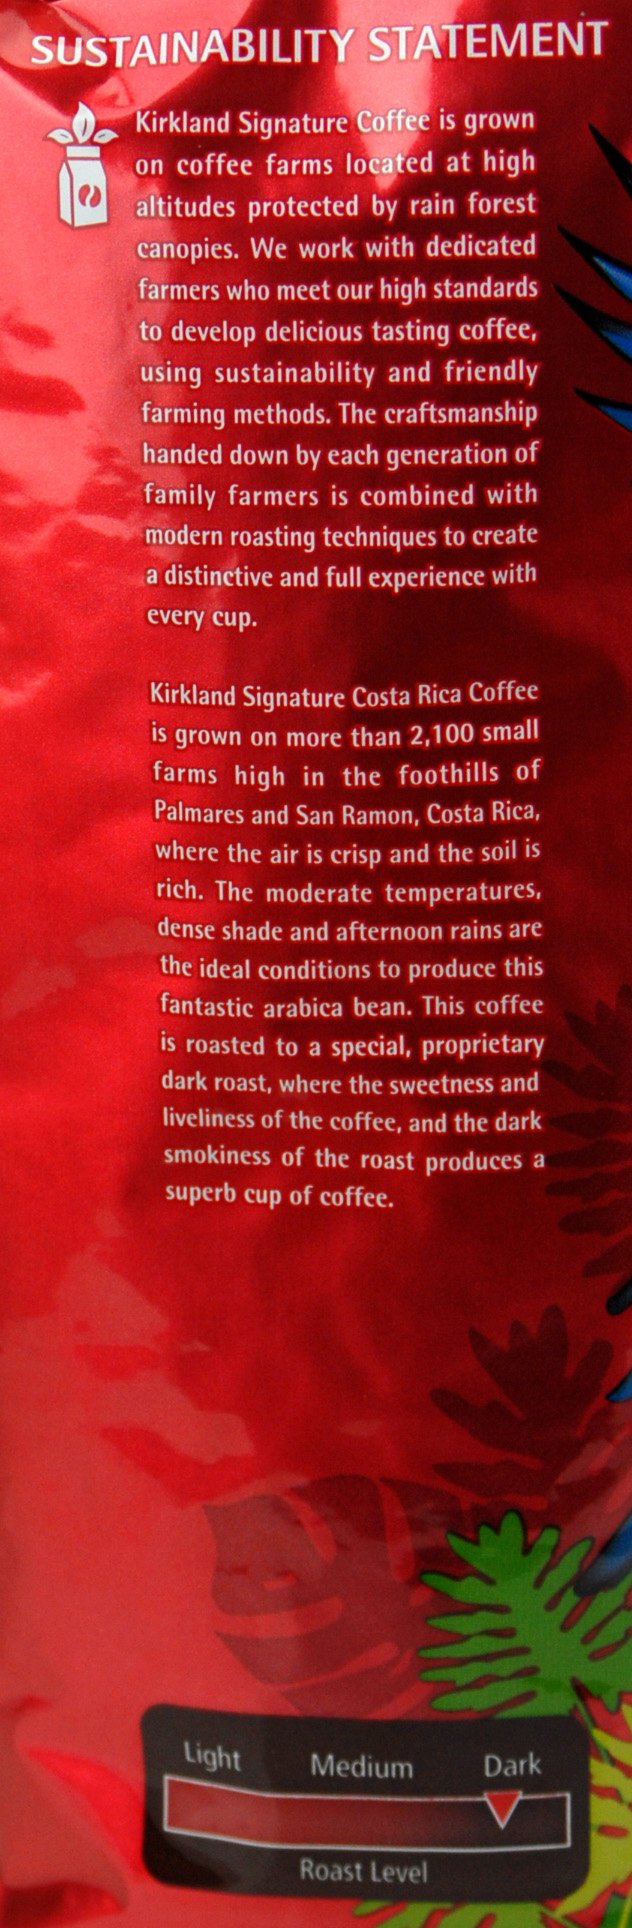 SUSTAINABILITY STATEMENT
Kirkland Signature Coffee is grown
on coffee farms located at high
altitudes protected by rain forest
canopies. We work with dedicated
farmers who meet our high standards
to develop delicious tasting coffee,
using sustainability and friendly
farming methods. The craftsmanship
handed down by each generation of
family farmers is combined with
modern roasting techniques to create
a distinctive and full experience with
every cup.
Kirkland Signature Costa Rica Coffee
is grown on more than 2,100 small
farms high in the foothills of
Palmares and San Ramon, Costa Rica,
where the air is crisp and the soil is
rich. The moderate temperatures,
dense shade and afternoon rains are
the ideal conditions to produce this
fantastic arabica bean. This coffee
is roasted to a special, proprietary
dark roast, where the sweetness and
liveliness of the coffee, and the dark
smokiness of the roast produces a
superb cup of coffee.
Light Medium Dark
Roast Level